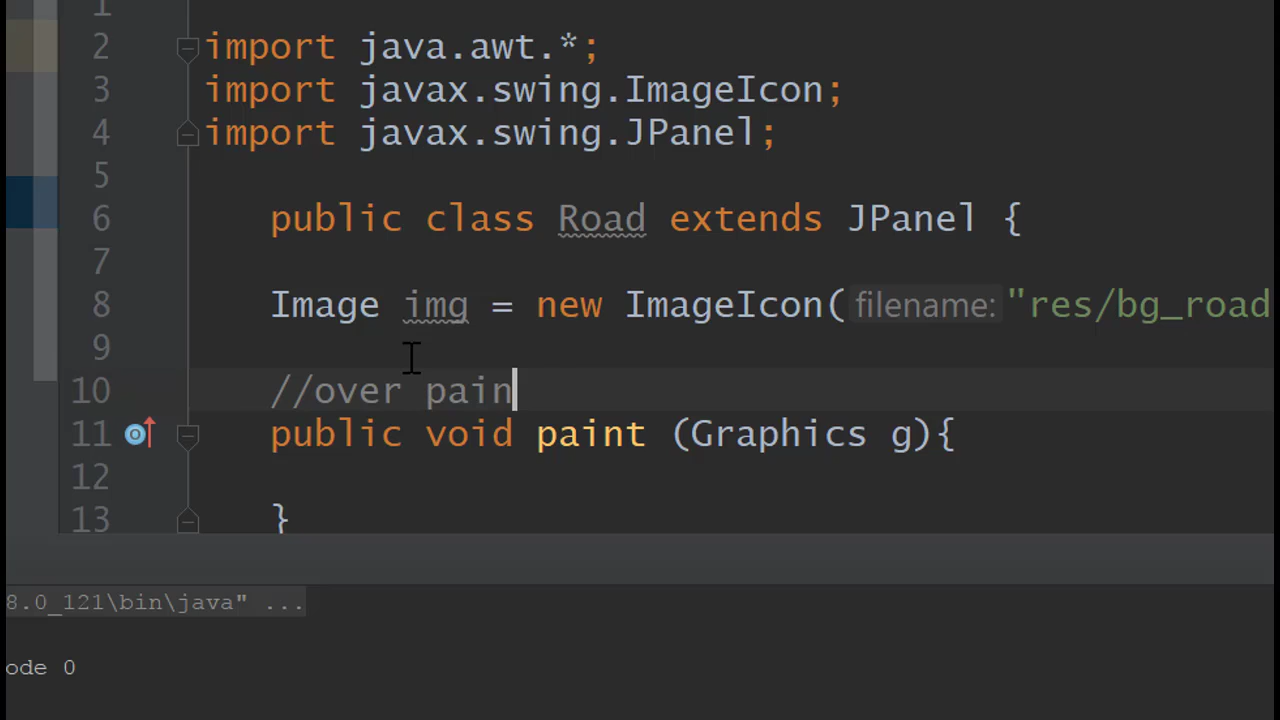 1
2 import java.awt.*;
3 import javax.swing.ImageIcon;
4 import javax.swing.JPanel;
5
6 public class Road extends JPanel {
7
8 Image img = new ImageIcon( filename: "res/bg_road
9
10 //over pain
11 public void paint (Graphics g){
12
13 }
8.0_121\bin\java" ...
ode 0